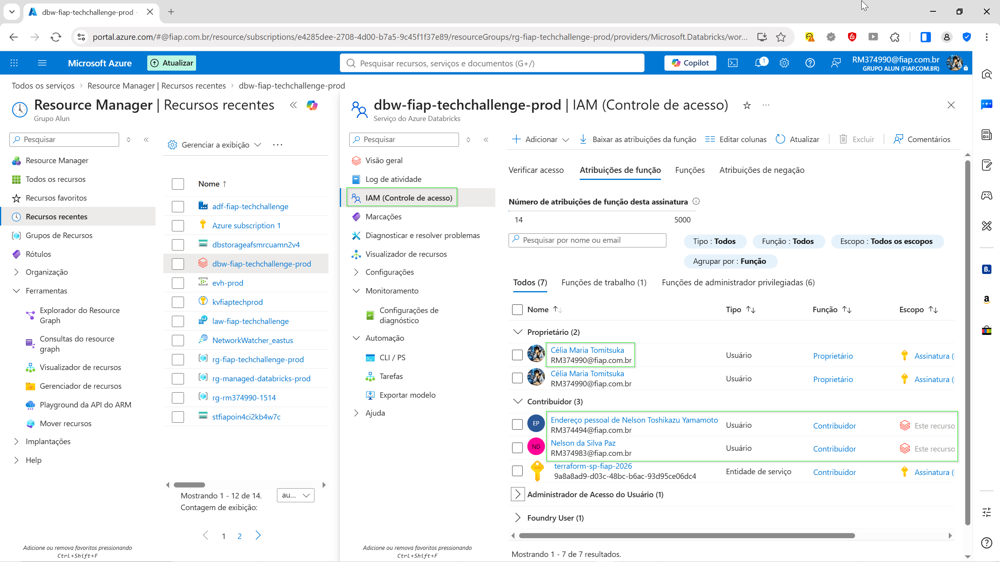 dbw-fiap-techchallenge-prod -
portal.azure.com/#@fiap.com.br/resource/subscriptions/e4285dee-2708-4d00-b7a5-9c45f1f37e89/resourceGroups/rg-fiap-techchallenge-prod/providers/Microsoft.Databricks/wor...
Microsoft Azure
Atualizar
Pesquisar recursos, serviços e documentos (G+/)
Copilot
1
RM374990@fiap.com.br
GRUPO ALUN (FIAP.COM.BR)
Todos os serviços > Resource Manager | Recursos recentes > dbw-fiap-techchallenge-prod
Resource Manager | Recursos recentes
Grupo Alun
Pesquisar
Resource Manager
Todos os recursos
Recursos favoritos
Recursos recentes
Grupos de Recursos
Rótulos
Organização
Ferramentas
Explorador do Resource
Graph
Consultas do resource
graph
Visualizador de recursos
Gerenciador de recursos
Playground da API do ARM
Mover recursos
Implantações
Help
Adicione ou remova favoritos pressionando
Ctrl+Shift+F
Gerenciar a exibição
Nome ↑
adf-fiap-techchallenge
Azure subscription 1
dbstorageafsmrcuamn2v4
dbw-fiap-techchallenge-prod
evh-prod
kvfiaptechprod
law-fiap-techchallenge
NetworkWatcher_eastus
rg-fiap-techchallenge-prod
rg-managed-databricks-prod
rg-rm374990-1514
stfiapoin4ci2kb4w7c
Mostrando 1 - 12 de 14.
Contagem de exibição:
au...
1 2
dbw-fiap-techchallenge-prod | IAM (Controle de acesso)
Serviço do Azure Databricks
Pesquisar
Visão geral
Log de atividade
IAM (Controle de acesso)
Marcações
Diagnosticar e resolver problemas
Visualizador de recursos
Configurações
Monitoramento
Configurações de
diagnóstico
Automação
CLI / PS
Tarefas
Exportar modelo
Ajuda
Adicione ou remova favoritos pressionando
Ctrl+Shift+F
Adicionar
Baixar as atribuições da função
Editar colunas
Atualizar
Excluir
Comentários
Verificar acesso
Atribuições de função
Funções
Atribuições de negação
Número de atribuições de função desta assinatura
14 5000
Pesquisar por nome ou email
Tipo : Todos
Função : Todos
Escopo : Todos os escopos
Agrupar por : Função
Todos (7)
Funções de trabalho (1)
Funções de administrador privilegiadas (6)
Nome Tipo Função Escopo
Proprietário (2)
Célia Maria Tomitsuka
RM374990@fiap.com.br
Usuário Proprietário Assinatura (
Célia Maria Tomitsuka
RM374990@fiap.com.br
Usuário Proprietário Assinatura (
Contribuidor (3)
EP
Endereço pessoal de Nelson Toshikazu Yamamoto
RM374494@fiap.com.br
Usuário Contribuidor Este recurso
ND
Nelson da Silva Paz
RM374983@fiap.com.br
Usuário Contribuidor Este recurso
terraform-sp-fiap-2026
9a8a8ad9-d03c-48bc-b6ac-93d95ce06dc4
Entidade de serviço Contribuidor Assinatura (
Administrador de Acesso do Usuário (1)
Foundry User (1)
Mostrando 1 - 7 de 7 resultados.
B.
a